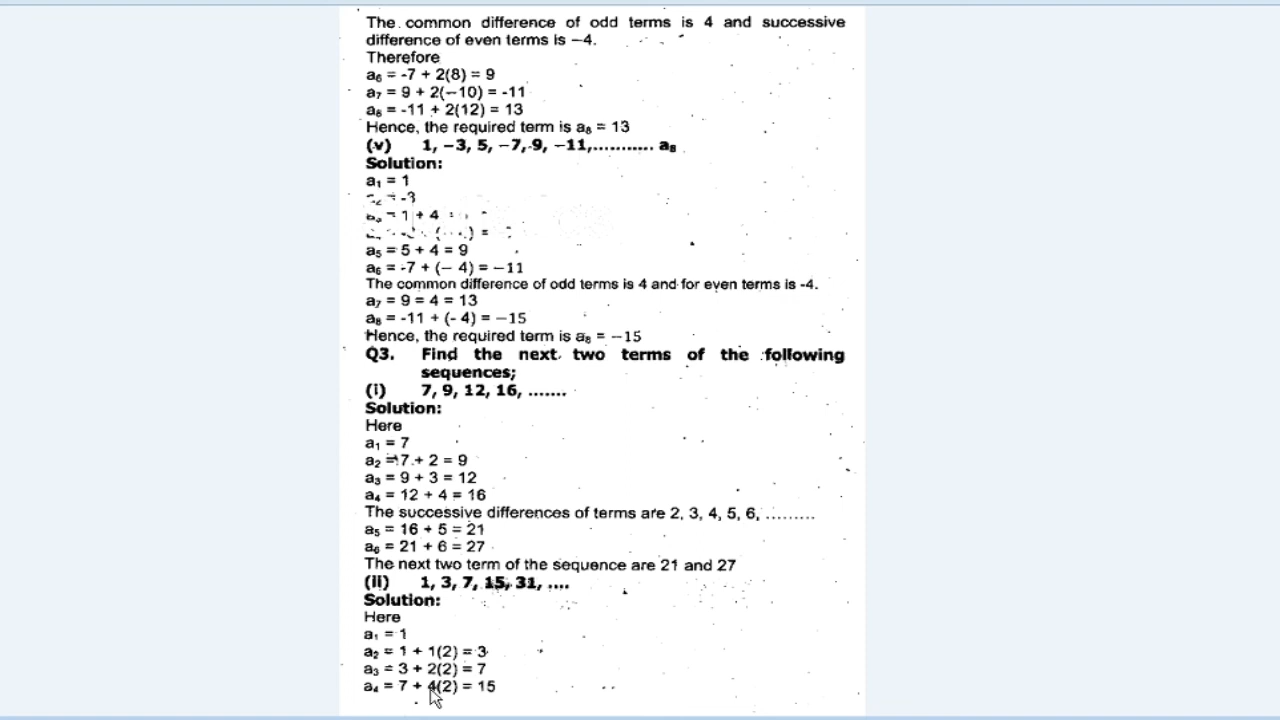 The common difference of odd terms is 4 and successive
difference of even terms is −4.
Therefore
a₆ = -7 + 2(8) = 9
a₇ = 9 + 2(−10) = -11
a₈ = -11 + 2(12) = 13
Hence, the required term is a₈ = 13
(v) 1, −3, 5, −7, 9, −11,........... a₈
Solution:
a₁ = 1
= -3
= 1 + 4
a₅ = 5 + 4 = 9
a₆ = -7 + (− 4) = −11
The common difference of odd terms is 4 and for even terms is -4.
a₇ = 9 = 4 = 13
a₈ = -11 + (- 4) = −15
Hence, the required term is a₈ = −15
Q3. Find the next two terms of the following
sequences;
(i) 7, 9, 12, 16, .......
Solution:
Here
a₁ = 7
a₂ = 7 + 2 = 9
a₃ = 9 + 3 = 12
a₄ = 12 + 4 = 16
The successive differences of terms are 2, 3, 4, 5, 6, .........
a₅ = 16 + 5 = 21
a₆ = 21 + 6 = 27
The next two term of the sequence are 21 and 27
(ii) 1, 3, 7, 15, 31, ....
Solution:
Here
a₁ = 1
a₂ = 1 + 1(2) = 3
a₃ = 3 + 2(2) = 7
a₄ = 7 + 4(2) = 15